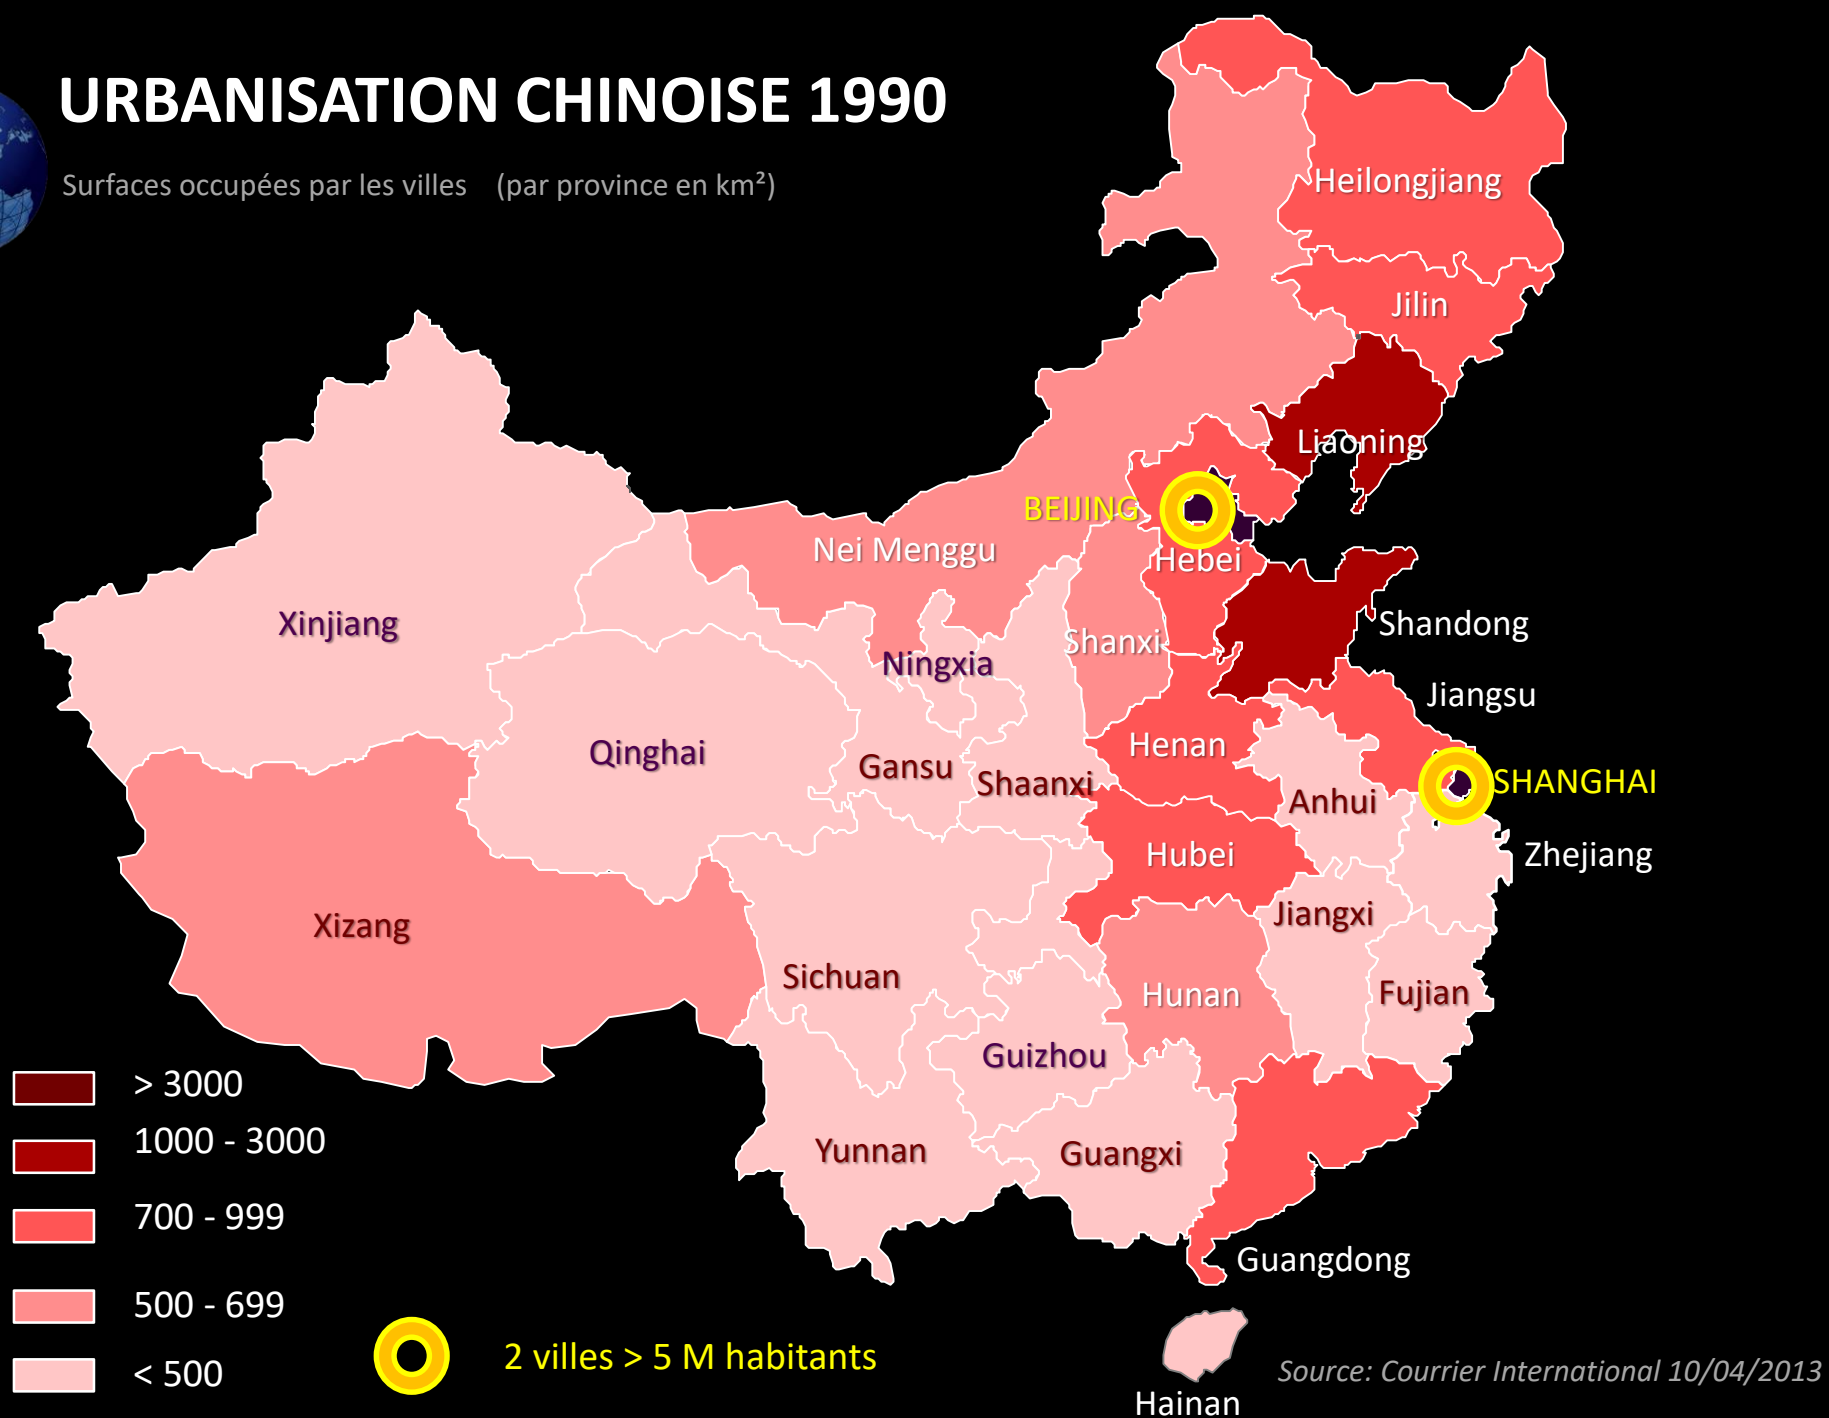 URBANISATION CHINOISE 1990
Surfaces occupées par les villes (par province en km²)
Heilongjiang
Jilin
Liaoning
BEIJING
Nei Menggu
Hebei
Xinjiang
Shandong
Shanxi
Ningxia
Jiangsu
Henan
Qinghai
Gansu
Shaanxi
SHANGHAI
Anhui
Hubei
Zhejiang
Jiangxi
Xizang
Sichuan
Hunan
Fujian
Guizhou
> 3000
1000 - 3000
Yunnan
Guangxi
700 - 999
Guangdong
500 - 699
2 villes > 5 M habitants
< 500
Source: Courrier International 10/04/2013
Hainan